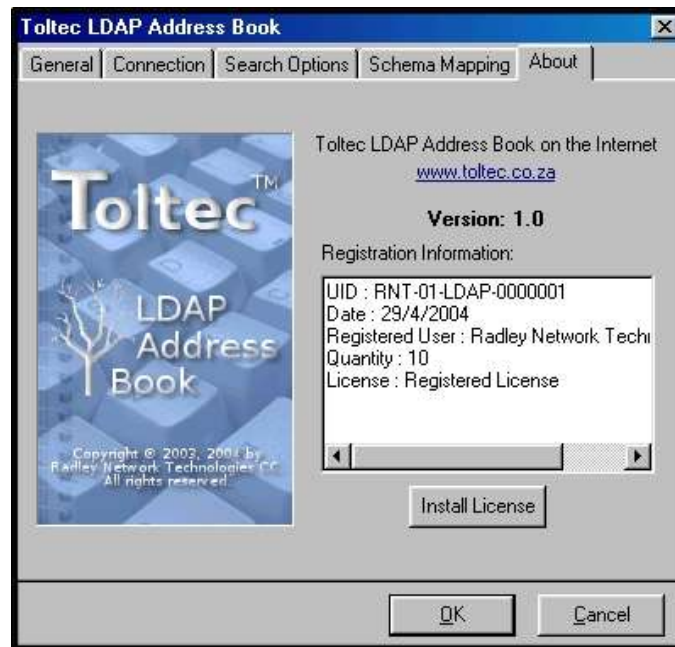 Toltec LDAP Address Book
General Connection Search Options Schema Mapping About
Toltec™
LDAP
Address
Book
Copyright © 2003, 2004 by
Radley Network Technologies CC
All rights reserved.
Toltec LDAP Address Book on the Internet
www.toltec.co.za
Version: 1.0
Registration Information:
UID : RNT-01-LDAP-0000001
Date : 29/4/2004
Registered User : Radley Network Techn
Quantity : 10
License : Registered License
Install License
OK Cancel